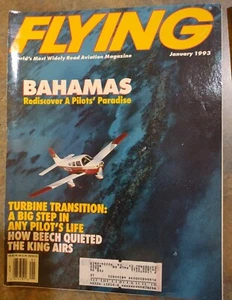 FLYING
World's Most Widely Read Aviation Magazine
January 1993
BAHAMAS
Rediscover A Pilots' Paradise
TURBINE TRANSITION:
A BIG STEP IN
ANY PILOT'S LIFE
HOW BEECH QUIETED
THE KING AIRS